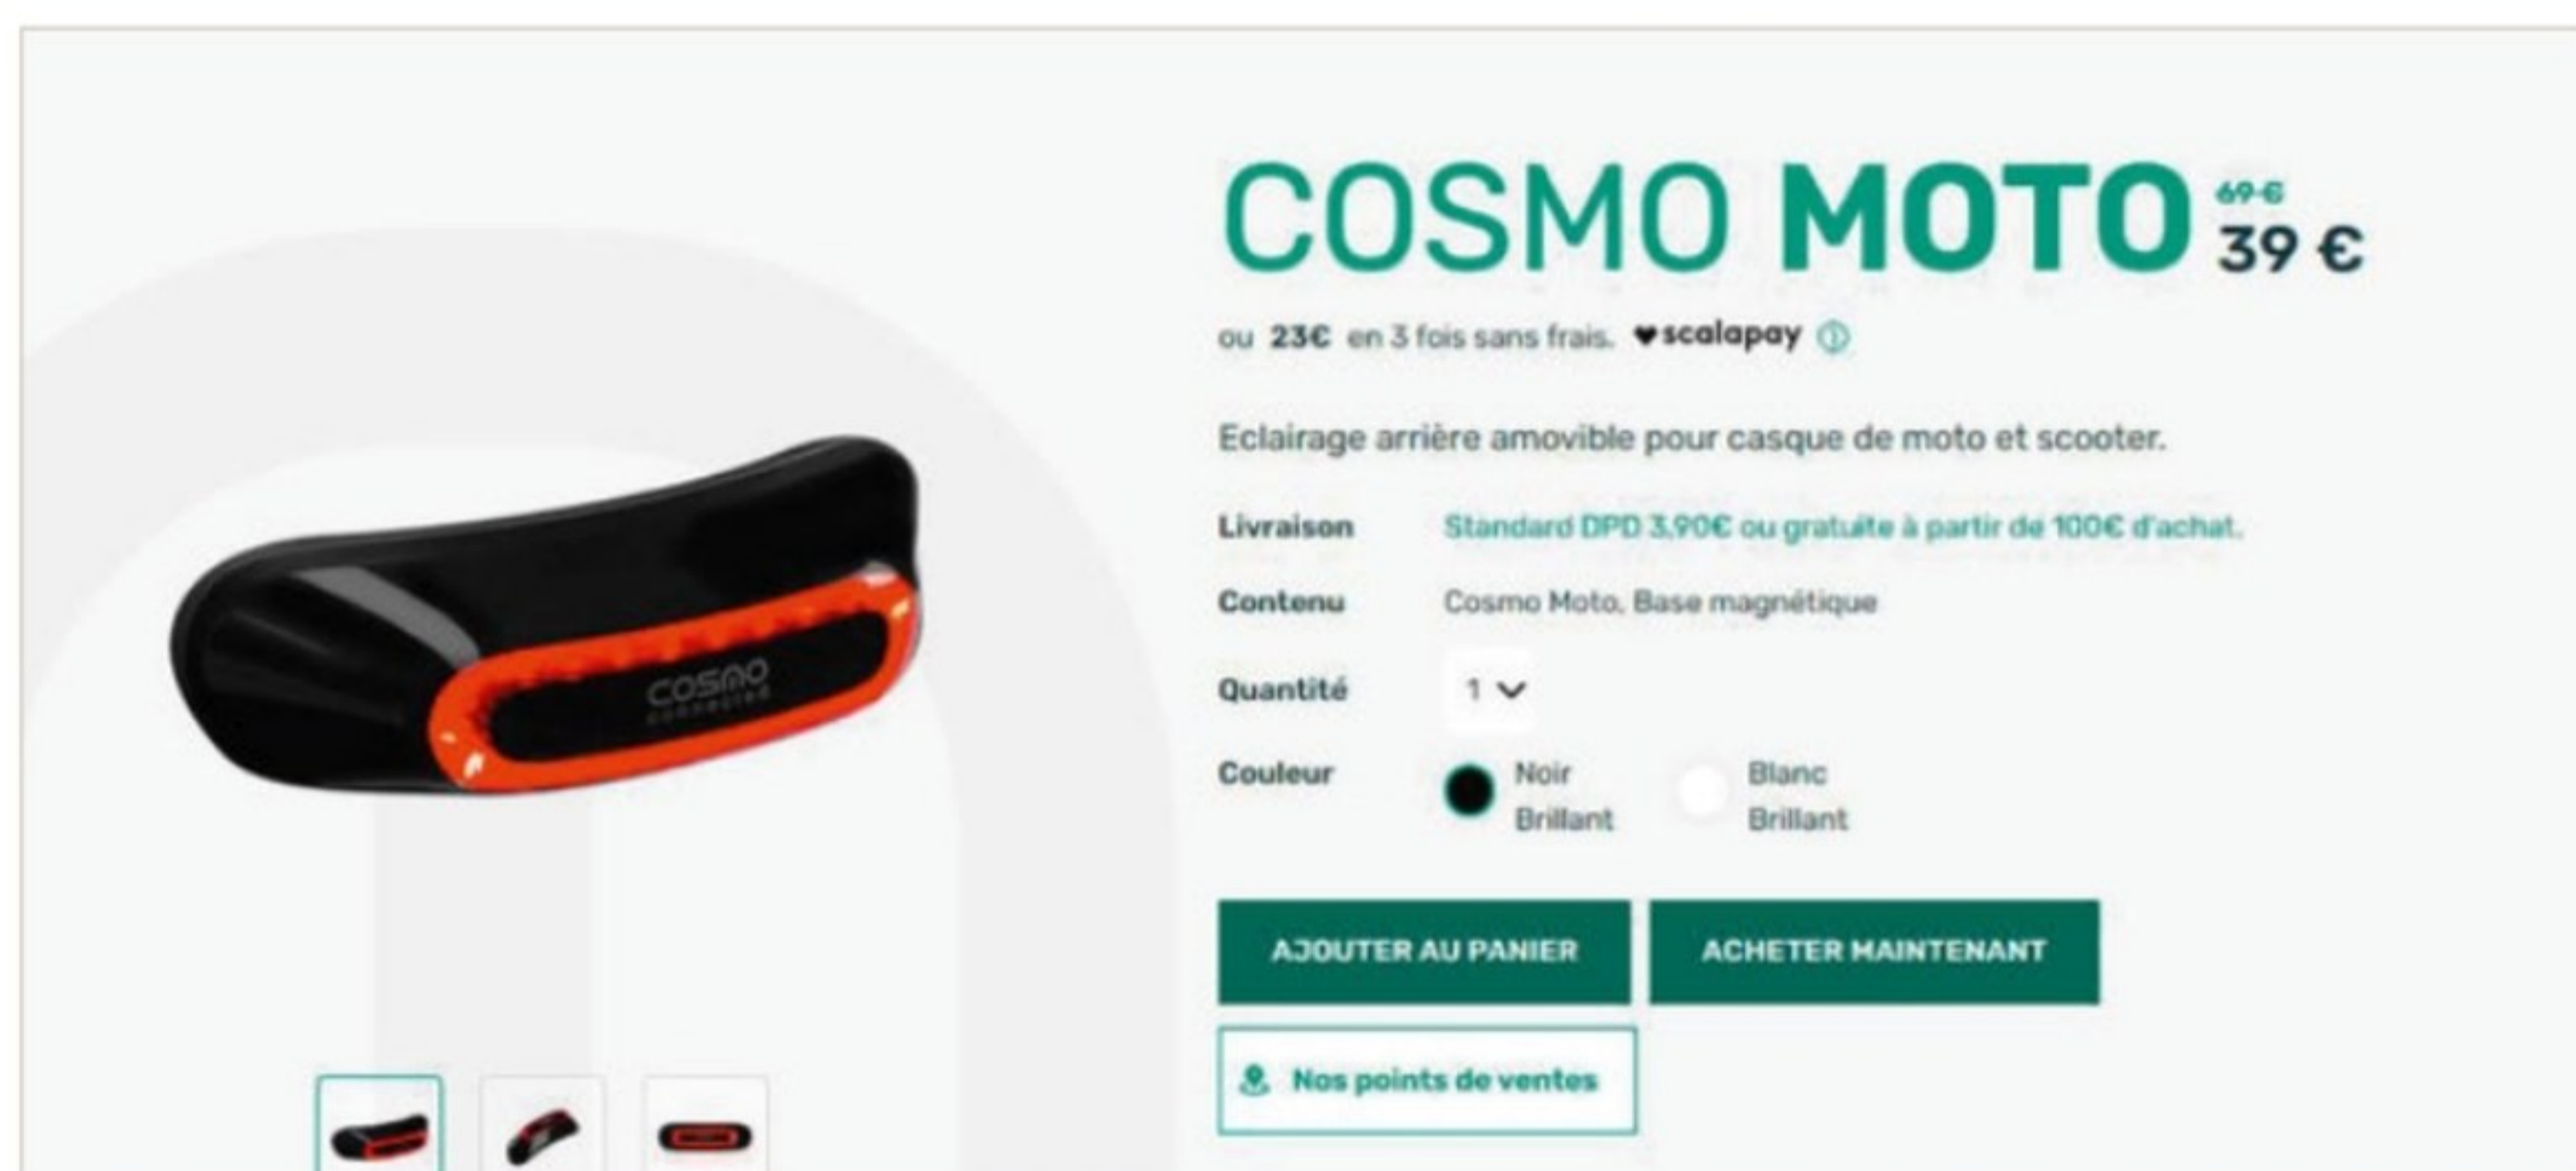 COSMO MOTO 69 €
39 €
ou 23€ en 3 fois sans frais. scalapay
Eclairage arrière amovible pour casque de moto et scooter.
Livraison Standard DPD 3,90€ ou gratuite à partir de 100€ d'achat.
Contenu Cosmo Moto, Base magnétique
Quantité 1
Couleur Noir Brillant Blanc Brillant
COSMO
connected
AJOUTER AU PANIER ACHETER MAINTENANT
Nos points de ventes